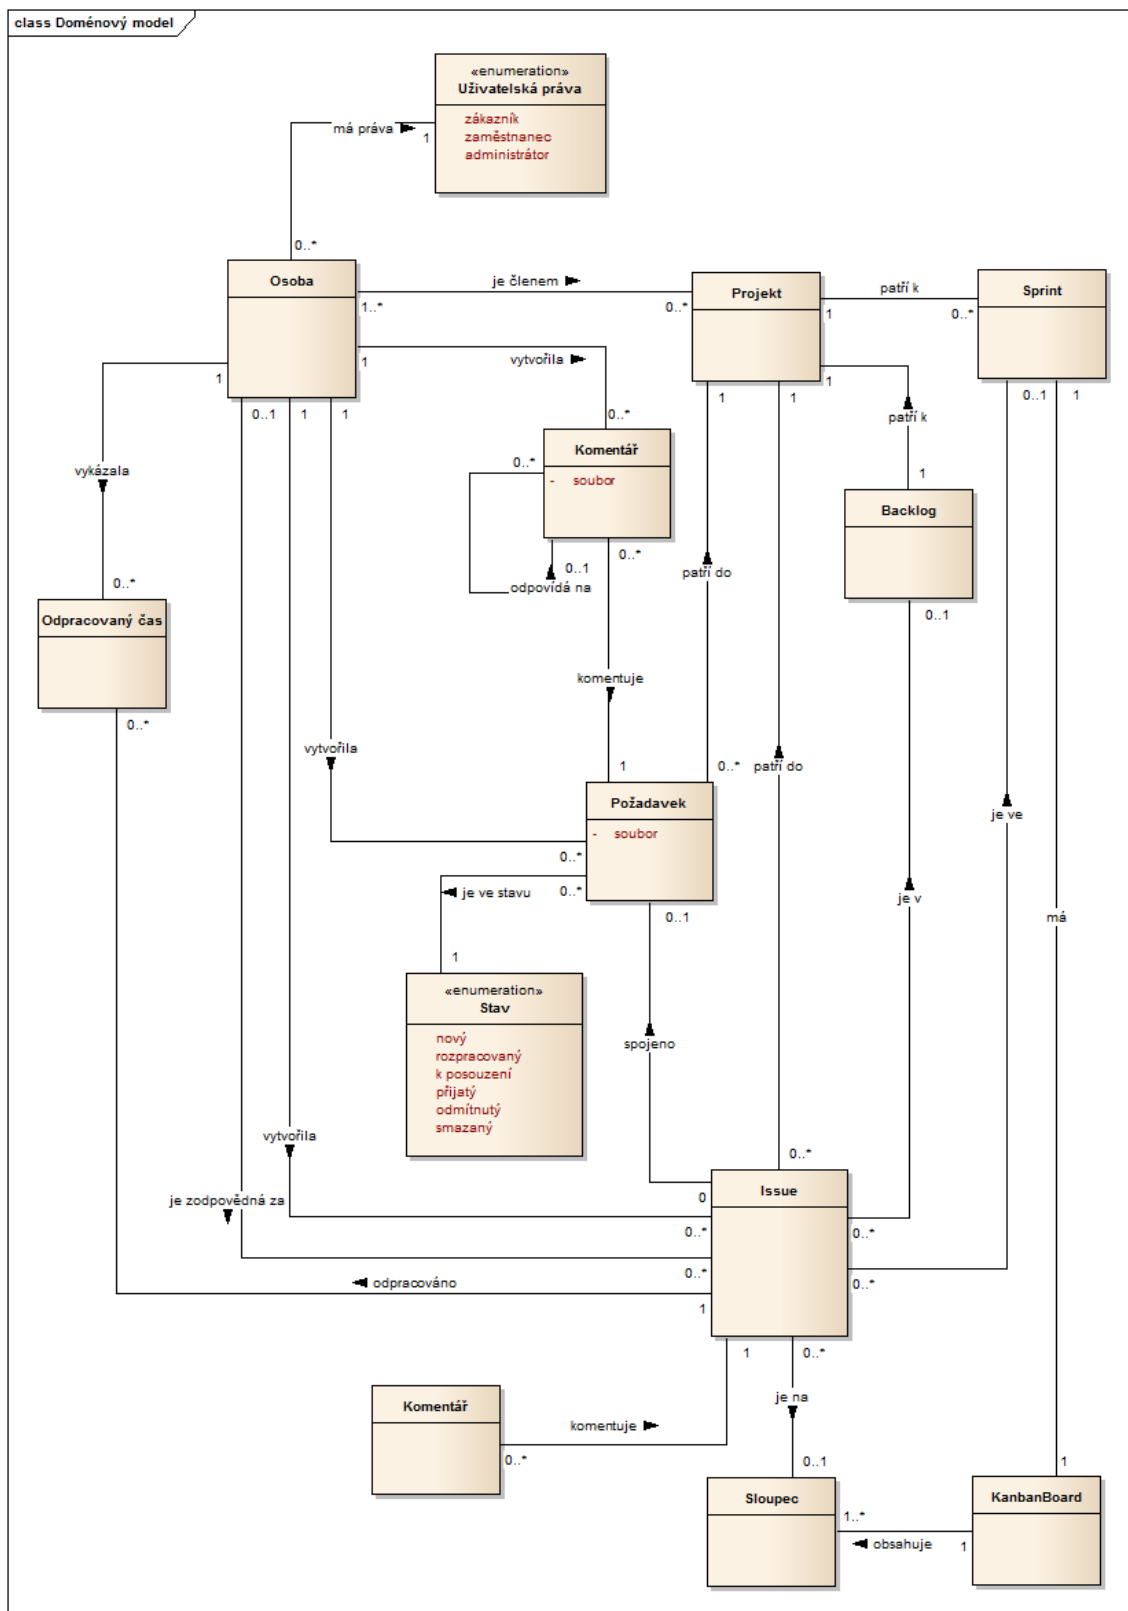 class Doménový model
«enumeration»
Uživatelská práva
zákazník
zaměstnanec
administrátor
má práva
1
0..*
Osoba
je členem
1..*
0..*
Projekt
patří k
1
0..*
Sprint
vytvořila
1
0..*
1
0..1
1
1
1
1
1
0..1
1
patří k
1
vykázala
0..*
Komentář
- soubor
0..*
0..1
odpovídá na
0..*
Backlog
0..1
Odpracovaný čas
0..*
patří do
komentuje
1
vytvořila
0..*
patří do
Požadavek
- soubor
0..*
0..*
0..1
je ve
je ve stavu
1
je v
má
«enumeration»
Stav
nový
rozpracovaný
k posouzení
přijatý
odmítnutý
smazaný
spojeno
vytvořila
0..*
Issue
0
je zodpovědná za
0..*
0..*
0..*
0..*
odpracováno
1
1
0..*
Komentář
komentuje
0..*
je na
0..1
Sloupec
1
KanbanBoard
1..*
obsahuje
1